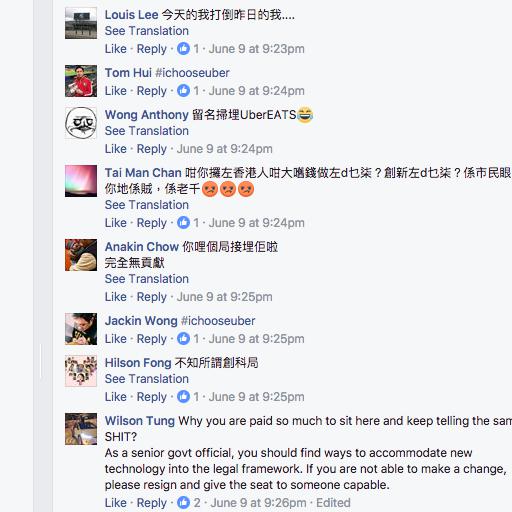 Louis Lee 今天的我打倒昨日的我....
See Translation
Like · Reply · 1 · June 9 at 9:23pm
Tom Hui #ichooseuber
Like · Reply · 1 · June 9 at 9:24pm
Wong Anthony 留名掃埋UberEATS😂
See Translation
Like · Reply · June 9 at 9:24pm
Tai Man Chan 咁你攞左香港人咁大嚿錢做左d乜柒？創新左d乜柒？係市民眼
你地係賊，係老千😡😡😡
See Translation
Like · Reply · 1 · June 9 at 9:24pm
Anakin Chow 你哩個局接埋佢啦
完全無貢獻
See Translation
Like · Reply · June 9 at 9:25pm
Jackin Wong #ichooseuber
Like · Reply · 1 · June 9 at 9:25pm
Hilson Fong 不知所謂創科局
See Translation
Like · Reply · 1 · June 9 at 9:25pm
Wilson Tung Why you are paid so much to sit here and keep telling the sam
SHIT?
As a senior govt official, you should find ways to accommodate new
technology into the legal framework. If you are not able to make a change,
please resign and give the seat to someone capable.
Like · Reply · 2 · June 9 at 9:26pm · Edited